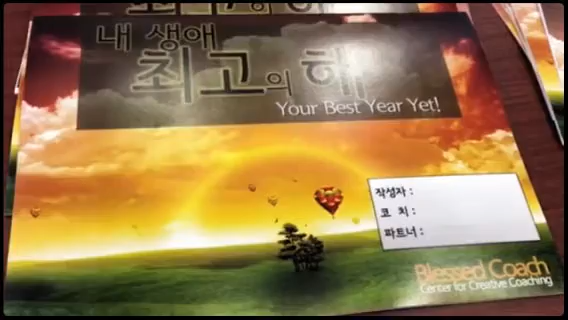 내 생애
최고의 해
Your Best Year Yet!
작성자 :
코 치 :
파트너 :
Blessed Coach
Center for Creative Coaching